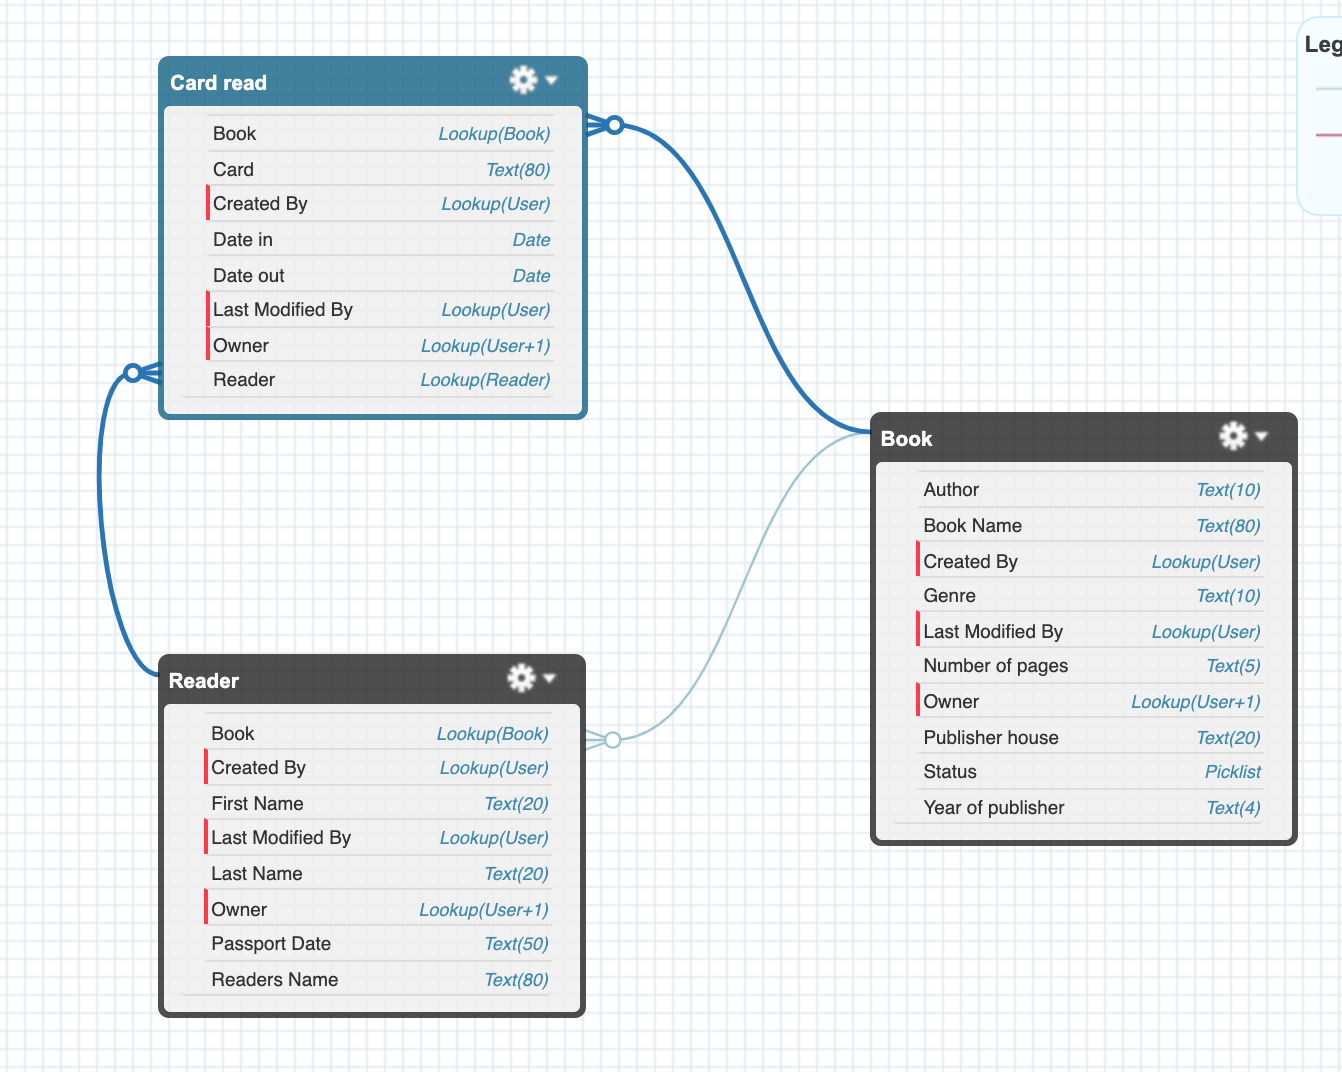 Card read
Book Lookup(Book)
Card Text(80)
Created By Lookup(User)
Date in Date
Date out Date
Last Modified By Lookup(User)
Owner Lookup(User+1)
Reader Lookup(Reader)
Leg
Book
Author Text(10)
Book Name Text(80)
Created By Lookup(User)
Genre Text(10)
Last Modified By Lookup(User)
Number of pages Text(5)
Owner Lookup(User+1)
Publisher house Text(20)
Status Picklist
Year of publisher Text(4)
Reader
Book Lookup(Book)
Created By Lookup(User)
First Name Text(20)
Last Modified By Lookup(User)
Last Name Text(20)
Owner Lookup(User+1)
Passport Date Text(50)
Readers Name Text(80)